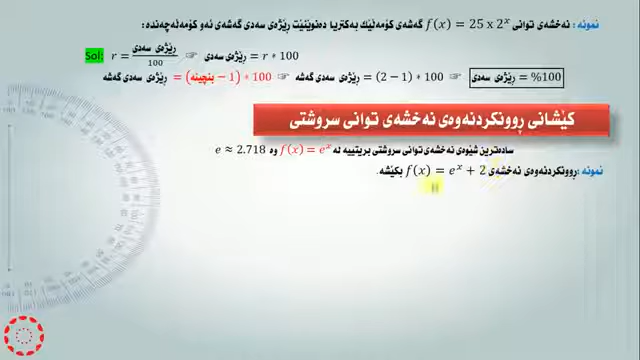 نموونە: نەخشەی توانی f(x) = 25 x 2^x گەشەی کۆمەڵێک بەکتریا دەنوێنێت ڕێژەی سەدی گەشەی ئەو کۆمەڵەچەندە:
Sol: r = ڕێژەی سەدی / 100 ☞ ڕێژەی سەدی = r * 100
ڕێژەی سەدی گەشە = (بنچینە − 1) * 100 ☞ ڕێژەی سەدی گەشە = (2 − 1) * 100 ☞ ڕێژەی سەدی = %100
کێشانی ڕوونکردنەوەی نەخشەی توانی سروشتی
سادەترین شێوەی نەخشەی توانی سروشتی بریتییە لە f(x) = e^x وە e ≈ 2.718
نموونە: ڕوونکردنەوەی نەخشەی f(x) = e^x + 2 بکێشە.